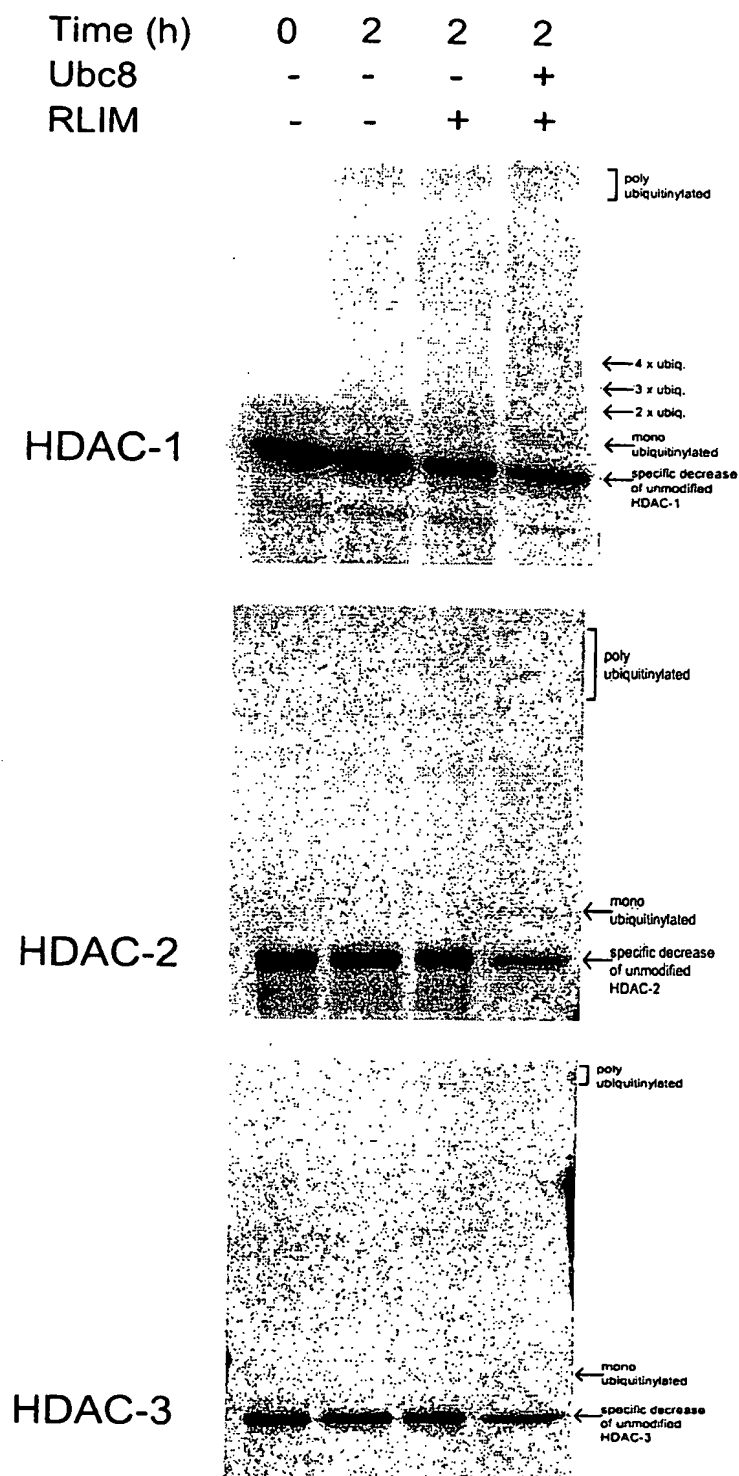 Time (h) 0 2 2 2
Ubc8 - - - +
RLIM - - + +
poly
ubiquitinylated
4 x ubiq.
3 x ubiq.
2 x ubiq.
HDAC-1
mono
ubiquitinylated
specific decrease
of unmodified
HDAC-1
poly
ubiquitinylated
mono
ubiquitinylated
HDAC-2
specific decrease
of unmodified
HDAC-2
poly
ubiquitinylated
mono
ubiquitinylated
HDAC-3
specific decrease
of unmodified
HDAC-3